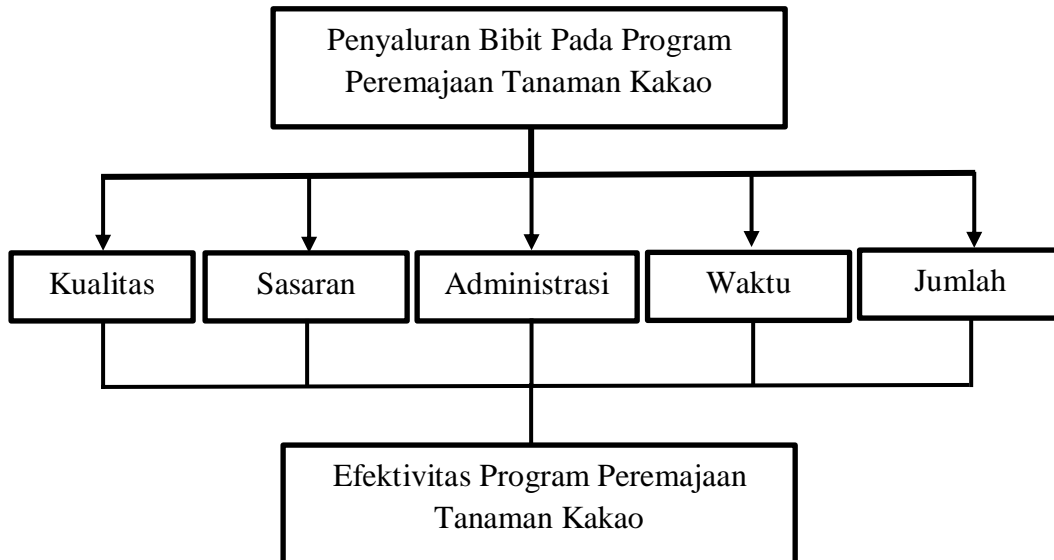 Penyaluran Bibit Pada Program
Peremajaan Tanaman Kakao
Kualitas
Sasaran
Administrasi
Waktu
Jumlah
Efektivitas Program Peremajaan
Tanaman Kakao